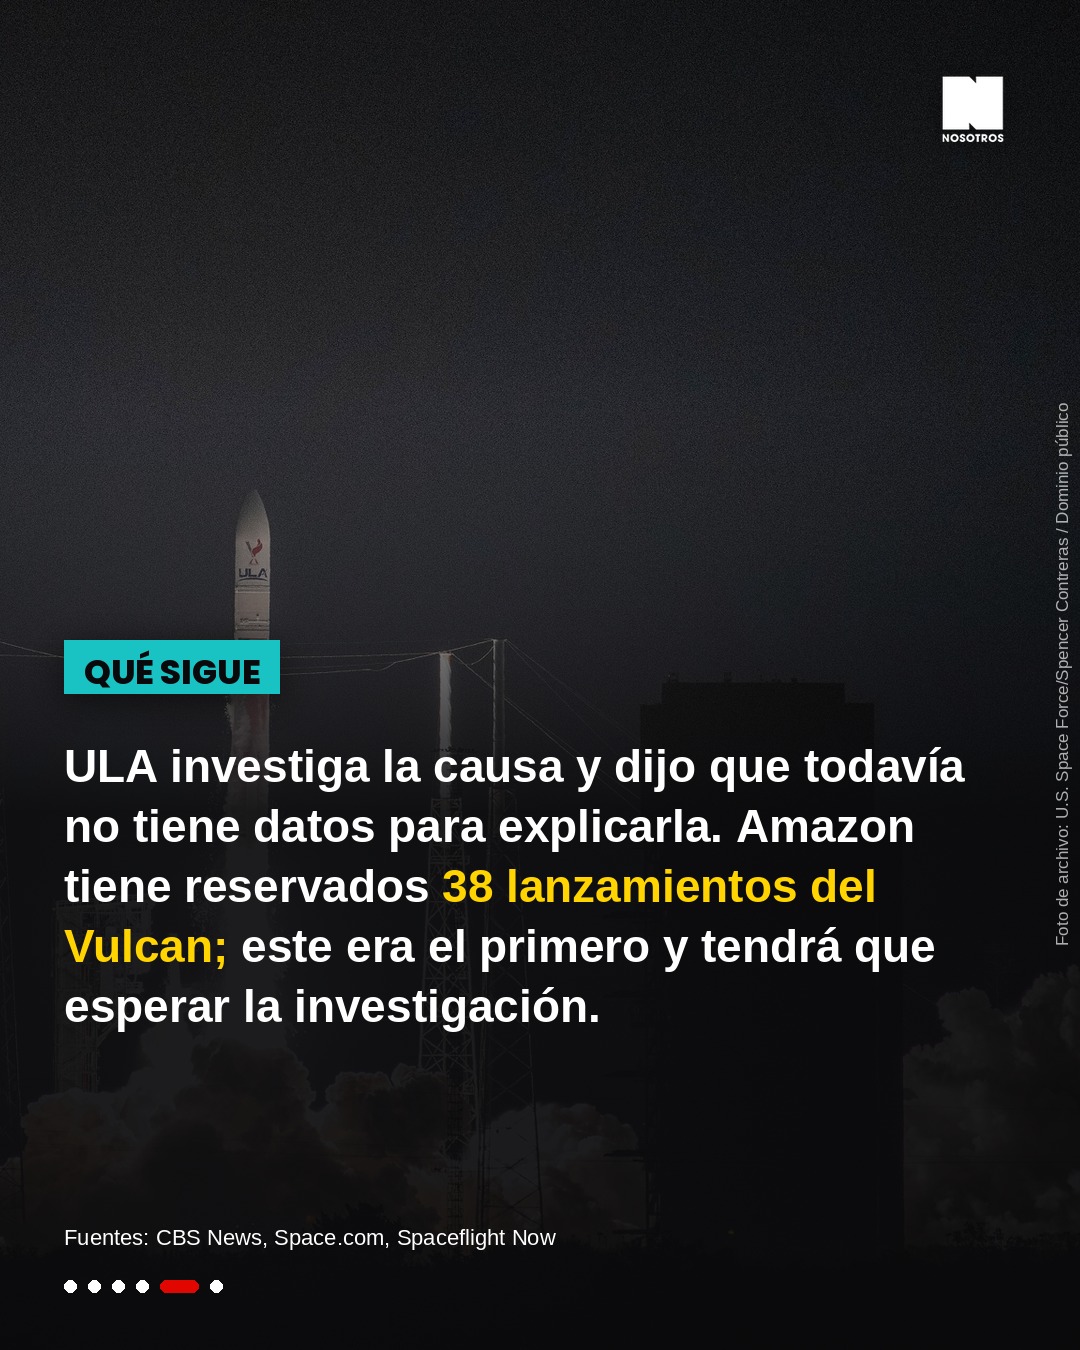 NOSOTROS
ULA
QUÉ SIGUE
ULA investiga la causa y dijo que todavía
no tiene datos para explicarla. Amazon
tiene reservados 38 lanzamientos del
Vulcan; este era el primero y tendrá que
esperar la investigación.
Foto de archivo: U.S. Space Force/Spencer Contreras / Dominio público
Fuentes: CBS News, Space.com, Spaceflight Now